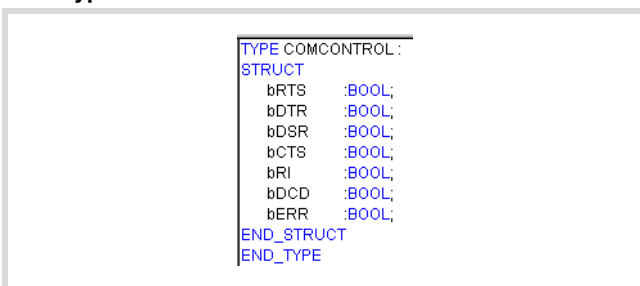 TYPE COMCONTROL :
STRUCT
bRTS :BOOL;
bDTR :BOOL;
bDSR :BOOL;
bCTS :BOOL;
bRI :BOOL;
bDCD :BOOL;
bERR :BOOL;
END_STRUCT
END_TYPE